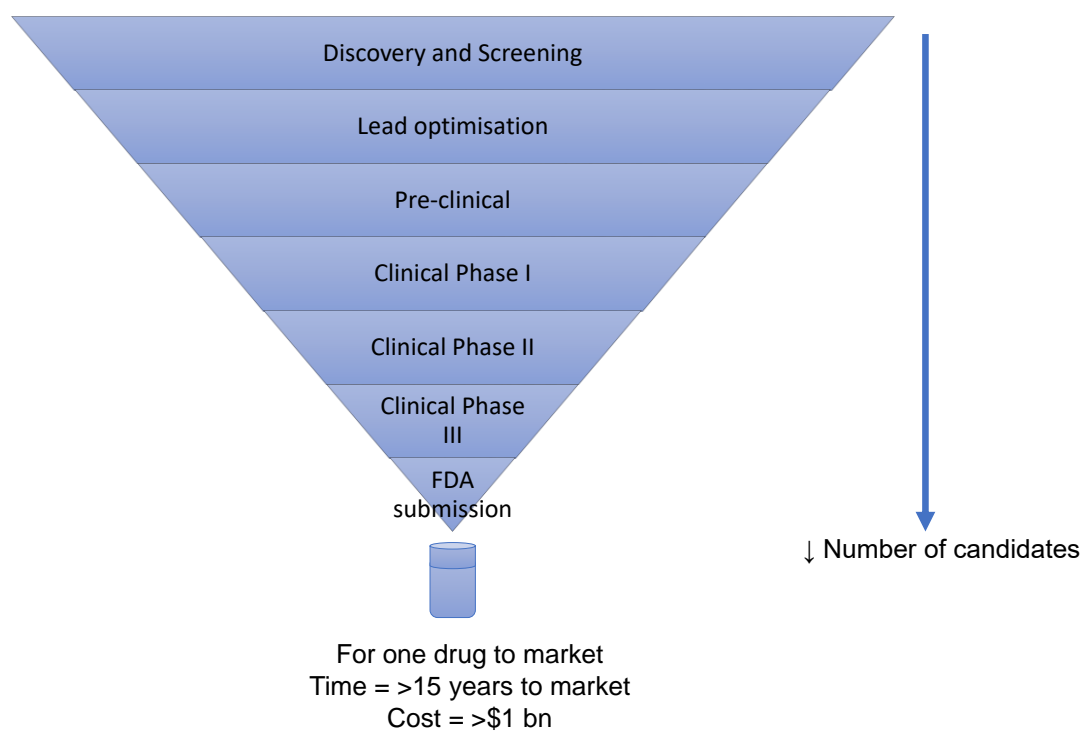 Discovery and Screening
Lead optimisation
Pre-clinical
Clinical Phase I
Clinical Phase II
Clinical Phase
III
FDA
submission
↓ Number of candidates
For one drug to market
Time = >15 years to market
Cost = >$1 bn